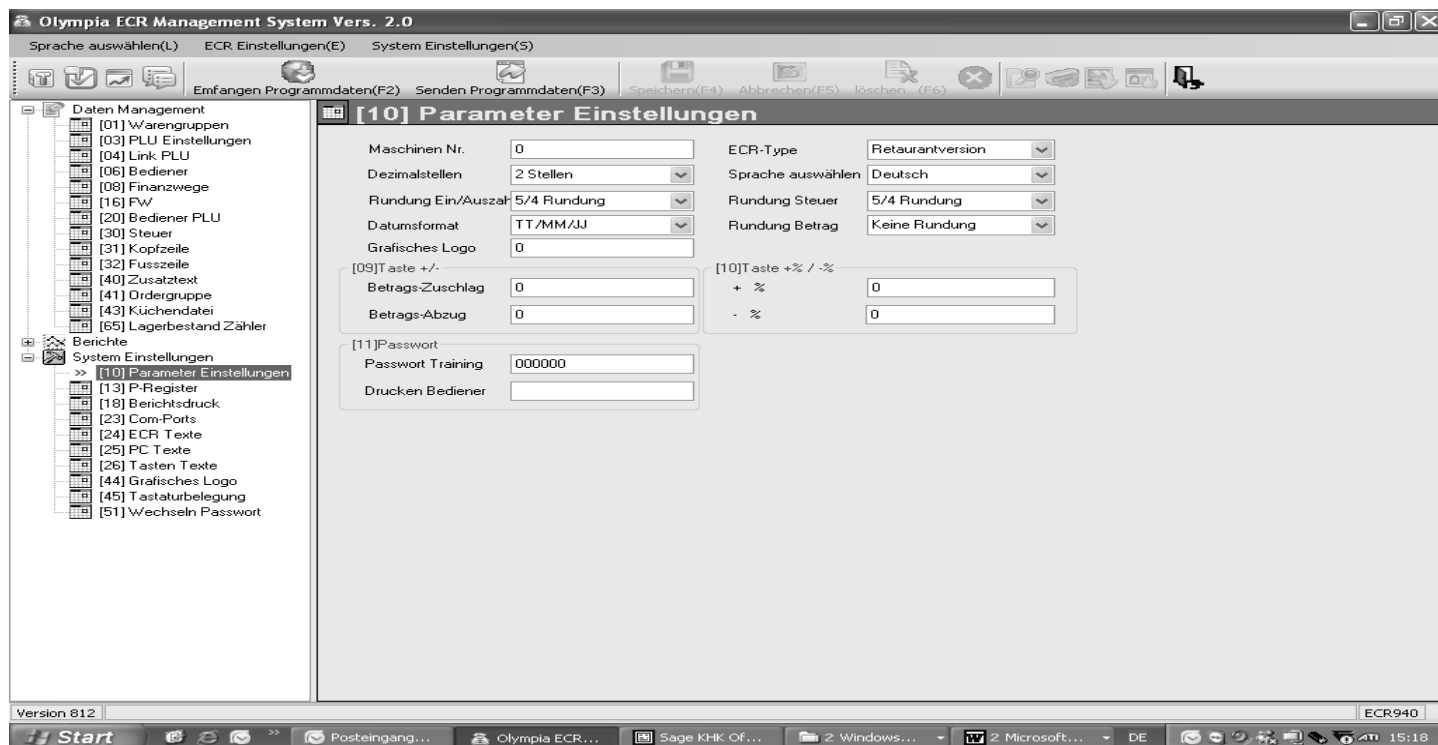 Olympia ECR Management System Vers. 2.0
Sprache auswählen(L) ECR Einstellungen(E) System Einstellungen(S)
Emfangen Programmdaten(F2) Senden Programmdaten(F3) Speichern(F4) Abbrechen(F5) löschen...(F6)
Daten Management
[01] Warengruppen
[03] PLU Einstellungen
[04] Link PLU
[06] Bediener
[08] Finanzwege
[16] FW
[20] Bediener PLU
[30] Steuer
[31] Kopfzeile
[32] Fusszeile
[40] Zusatztext
[41] Ordergruppe
[43] Küchendatei
[65] Lagerbestand Zähler
Berichte
System Einstellungen
>> [10] Parameter Einstellungen
[13] P-Register
[18] Berichtsdruck
[23] Com-Ports
[24] ECR Texte
[25] PC Texte
[26] Tasten Texte
[44] Grafisches Logo
[45] Tastaturbelegung
[51] Wechseln Passwort
[10] Parameter Einstellungen
Maschinen Nr. 0 ECR-Type Retaurantversion
Dezimalstellen 2 Stellen Sprache auswählen Deutsch
Rundung Ein/Auszah 5/4 Rundung Rundung Steuer 5/4 Rundung
Datumsformat TT/MM/JJ Rundung Betrag Keine Rundung
Grafisches Logo 0
[09]Taste +/- [10]Taste +% / -%
Betrags-Zuschlag 0 + % 0
Betrags-Abzug 0 - % 0
[11]Passwort
Passwort Training 000000
Drucken Bediener
Version 812 ECR940
Start Posteingang... Olympia ECR... Sage KHK Of... 2 Windows... 2 Microsoft... DE ATI 15:18